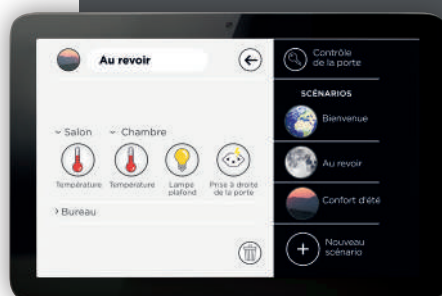 Au revoir
Salon
Chambre
Température
Température
Lampe
plafond
Prise à droite
de la porte
Bureau
Contrôle
de la porte
SCÉNARIOS
Bienvenue
Au revoir
Confort d'été
Nouveau
scénario